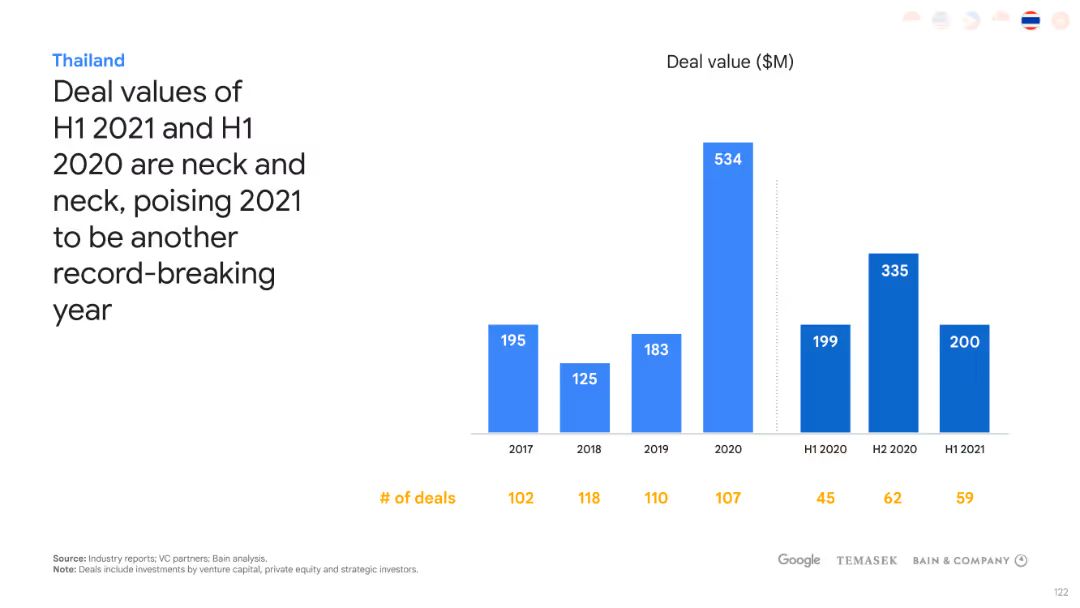 Thailand
Deal values of
H1 2021 and H1
2020 are neck and
neck, poising 2021
to be another
record-breaking
year
Deal value ($M)
195
125
183
534
199
335
200
2017
2018
2019
2020
H1 2020
H2 2020
H1 2021
# of deals
102
118
110
107
45
62
59
Source: Industry reports; VC partners; Bain analysis.
Note: Deals include investments by venture capital, private equity and strategic investors.
Google
TEMASEK
BAIN & COMPANY
122